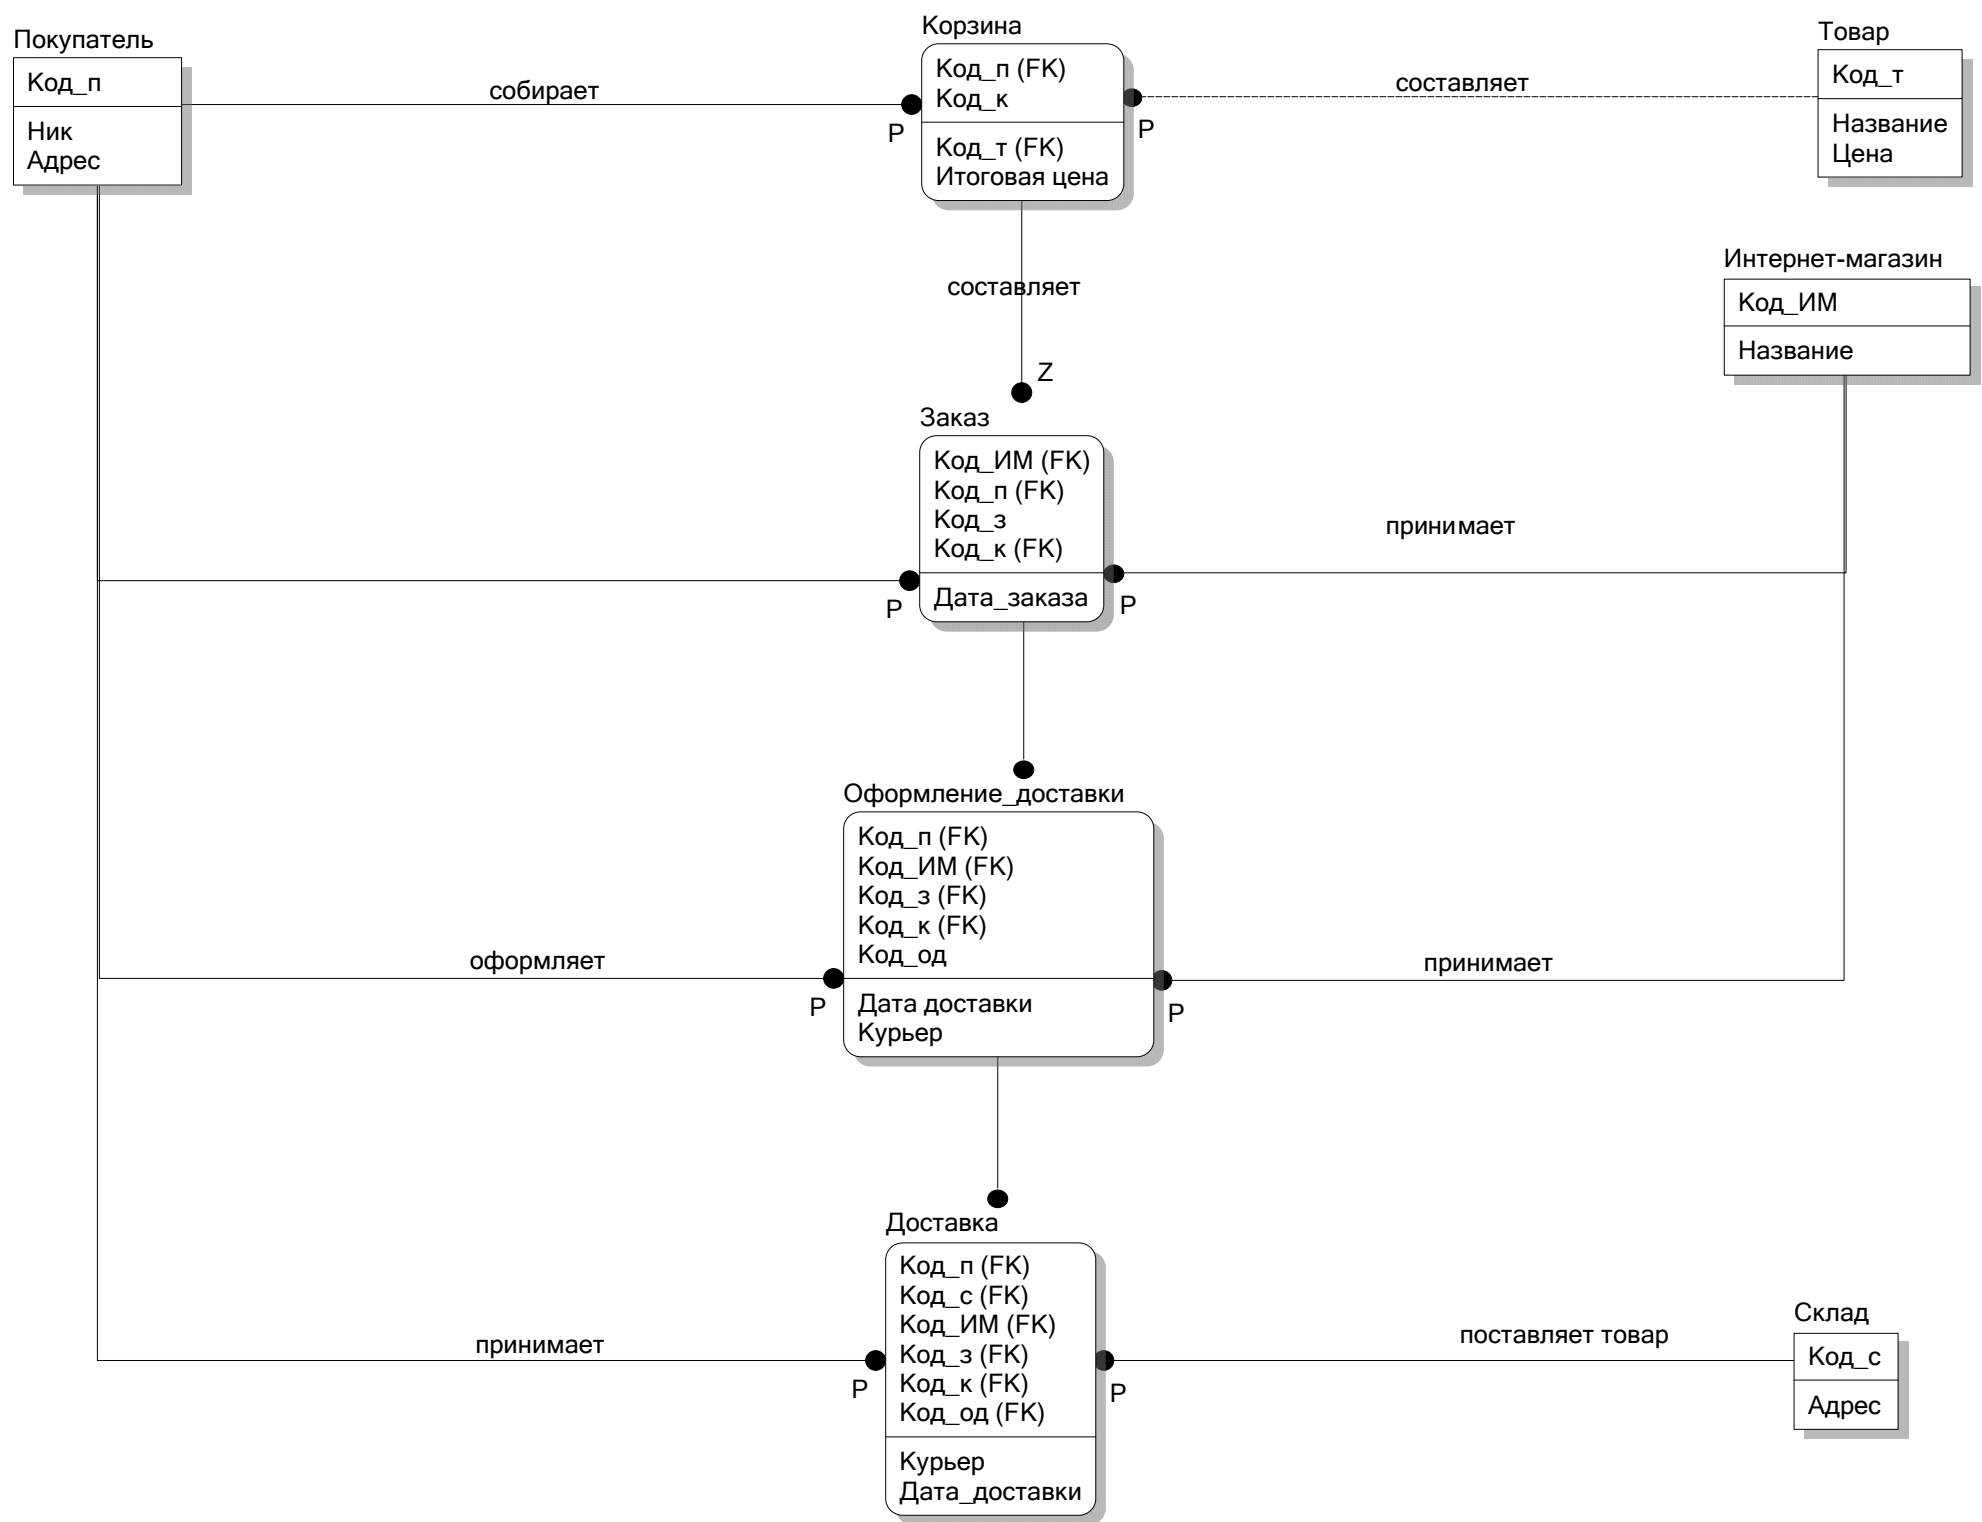 Покупатель
Код_п
Ник
Адрес
собирает
P
Корзина
Код_п (FK)
Код_к
Код_т (FK)
Итоговая цена
P
составляет
Товар
Код_т
Название
Цена
Интернет-магазин
Код_ИМ
Название
составляет
Z
Заказ
Код_ИМ (FK)
Код_п (FK)
Код_з
Код_к (FK)
Дата_заказа
P
P
принимает
Оформление_доставки
Код_п (FK)
Код_ИМ (FK)
Код_з (FK)
Код_к (FK)
Код_од
Дата доставки
Курьер
оформляет
P
P
принимает
Доставка
Код_п (FK)
Код_с (FK)
Код_ИМ (FK)
Код_з (FK)
Код_к (FK)
Код_од (FK)
Курьер
Дата_доставки
принимает
P
P
поставляет товар
Склад
Код_с
Адрес